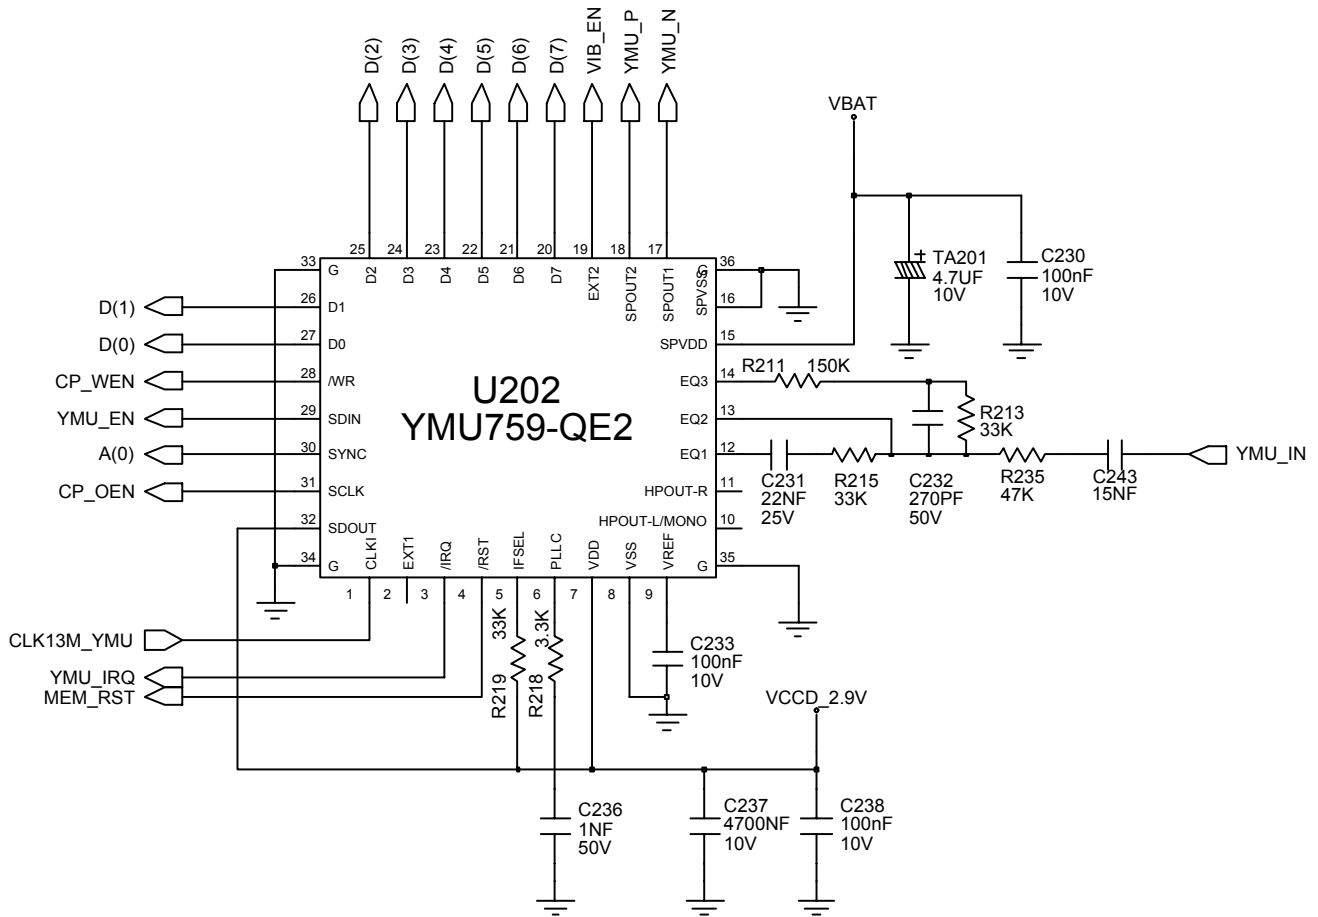 D(2)
D(3)
D(4)
D(5)
D(6)
D(7)
VIB_EN
YMU_P
YMU_N
VBAT
25 24 23 22 21 20 19 18 17
D2
D3
D4
D5
D6
D7
EXT2
SPOUT2
SPOUT1
33 G
G 36
D(1) 26 D1
SPVSS 16
D(0) 27 D0
SPVDD 15
CP_WEN 28 /WR
EQ3 14
YMU_EN 29 SDIN
EQ2 13
A(0) 30 SYNC
EQ1 12
CP_OEN 31 SCLK
HPOUT-R 11
32 SDOUT
HPOUT-L/MONO 10
34 G
G 35
U202
YMU759-QE2
+
TA201
4.7UF
10V
C230
100nF
10V
R211 150K
R213
33K
C231
22NF
25V
R215
33K
C232
270PF
50V
R235
47K
C243
15NF
YMU_IN
CLKI
EXT1
/IRQ
/RST
IFSEL
PLLC
VDD
VSS
VREF
1 2 3 4 5 6 7 8 9
CLK13M_YMU
YMU_IRQ
MEM_RST
33K
R219
3.3K
R218
C233
100nF
10V
VCCD_2.9V
C236
1NF
50V
C237
4700NF
10V
C238
100nF
10V